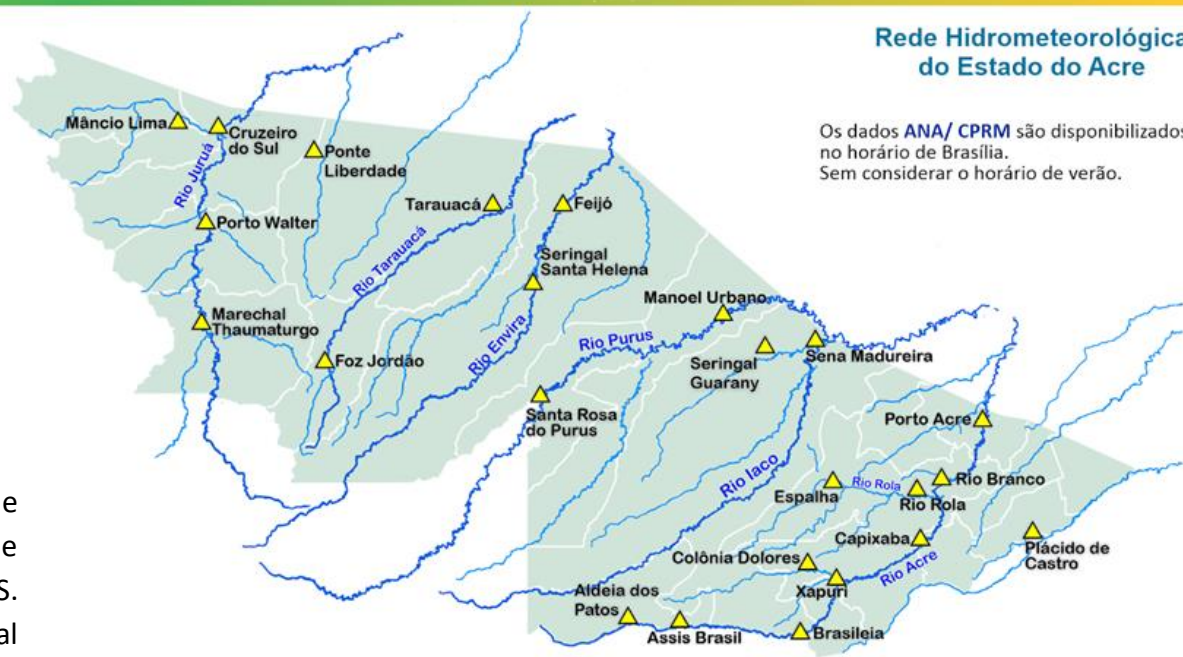 Rede Hidrometeorológica
do Estado do Acre
Os dados ANA/ CPRM são disponibilizados
no horário de Brasília.
Sem considerar o horário de verão.
Mâncio Lima
Cruzeiro
do Sul
Ponte
Liberdade
Rio Juruá
Porto Walter
Tarauacá
Feijó
Rio Tarauacá
Seringal
Santa Helena
Marechal
Thaumaturgo
Foz Jordão
Rio Envira
Manoel Urbano
Rio Purus
Seringal
Guarany
Sena Madureira
Santa Rosa
do Purus
Porto Acre
Rio Iaco
Espalha
Rio Rola
Rio Rola
Rio Branco
Capixaba
Plácido de
Castro
Colônia Dolores
Rio Acre
Xapuri
Aldeia dos
Patos
Assis Brasil
Brasileia
e
e
S.
al